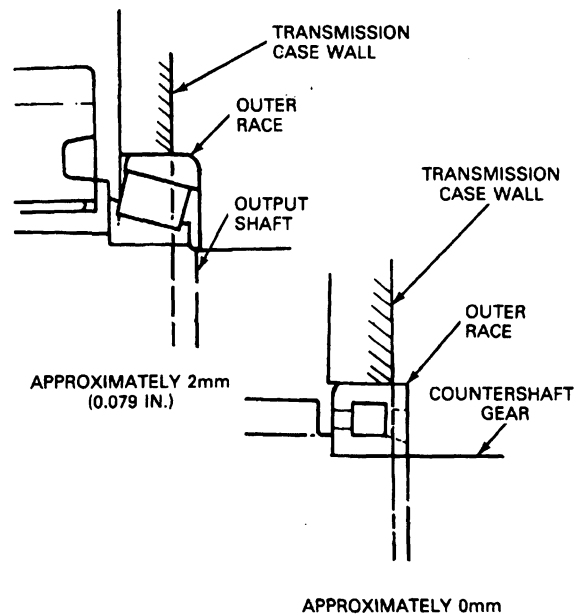 TRANSMISSION
CASE WALL
OUTER
RACE
OUTPUT
SHAFT
APPROXIMATELY 2mm
(0.079 IN.)
TRANSMISSION
CASE WALL
OUTER
RACE
COUNTERSHAFT
GEAR
APPROXIMATELY 0mm